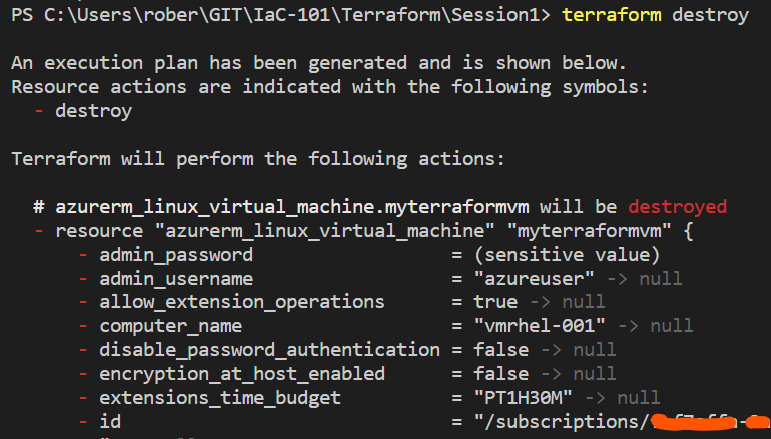 PS C:\Users\rober\GIT\IaC-101\Terraform\Session1> terraform destroy
An execution plan has been generated and is shown below.
Resource actions are indicated with the following symbols:
- destroy
Terraform will perform the following actions:
# azurerm_linux_virtual_machine.myterraformvm will be destroyed
- resource "azurerm_linux_virtual_machine" "myterraformvm" {
- admin_password = (sensitive value)
- admin_username = "azureuser" -> null
- allow_extension_operations = true -> null
- computer_name = "vmrhel-001" -> null
- disable_password_authentication = false -> null
- encryption_at_host_enabled = false -> null
- extensions_time_budget = "PT1H30M" -> null
- id = "/subscriptions/